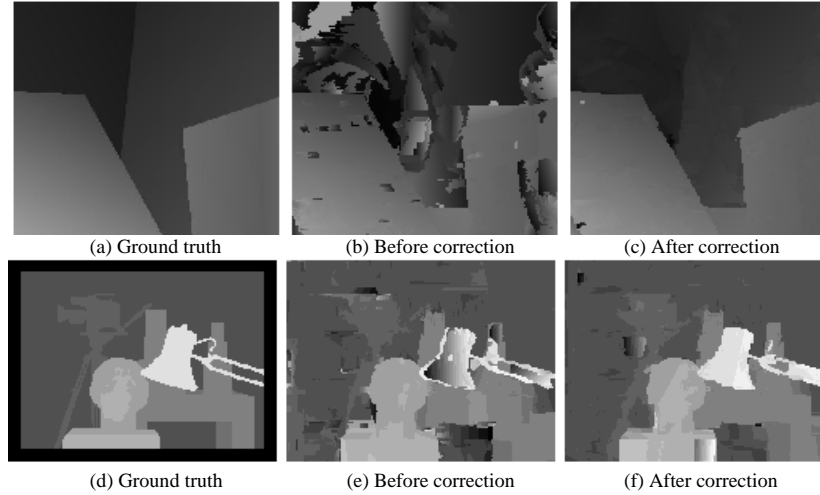 (a) Ground truth (b) Before correction (c) After correction
(d) Ground truth (e) Before correction (f) After correction